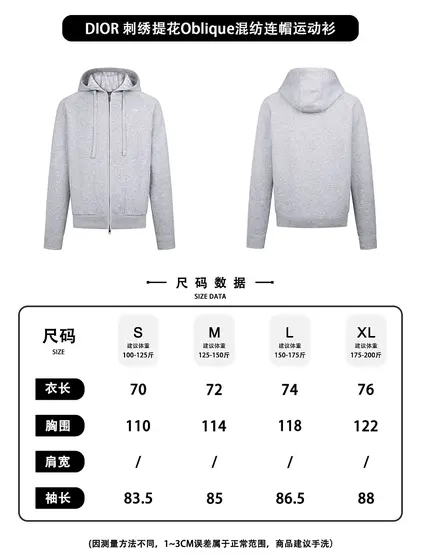 DIOR 刺绣提花Oblique混纺连帽运动衫
尺码数据
SIZE DATA
尺码 S M L XL
SIZE 建议体重 建议体重 建议体重 建议体重
100-125斤 125-150斤 150-175斤 175-200斤
衣长 70 72 74 76
胸围 110 114 118 122
肩宽 / / / /
袖长 83.5 85 86.5 88
(因测量方法不同，1~3CM误差属于正常范围，商品建议手洗)